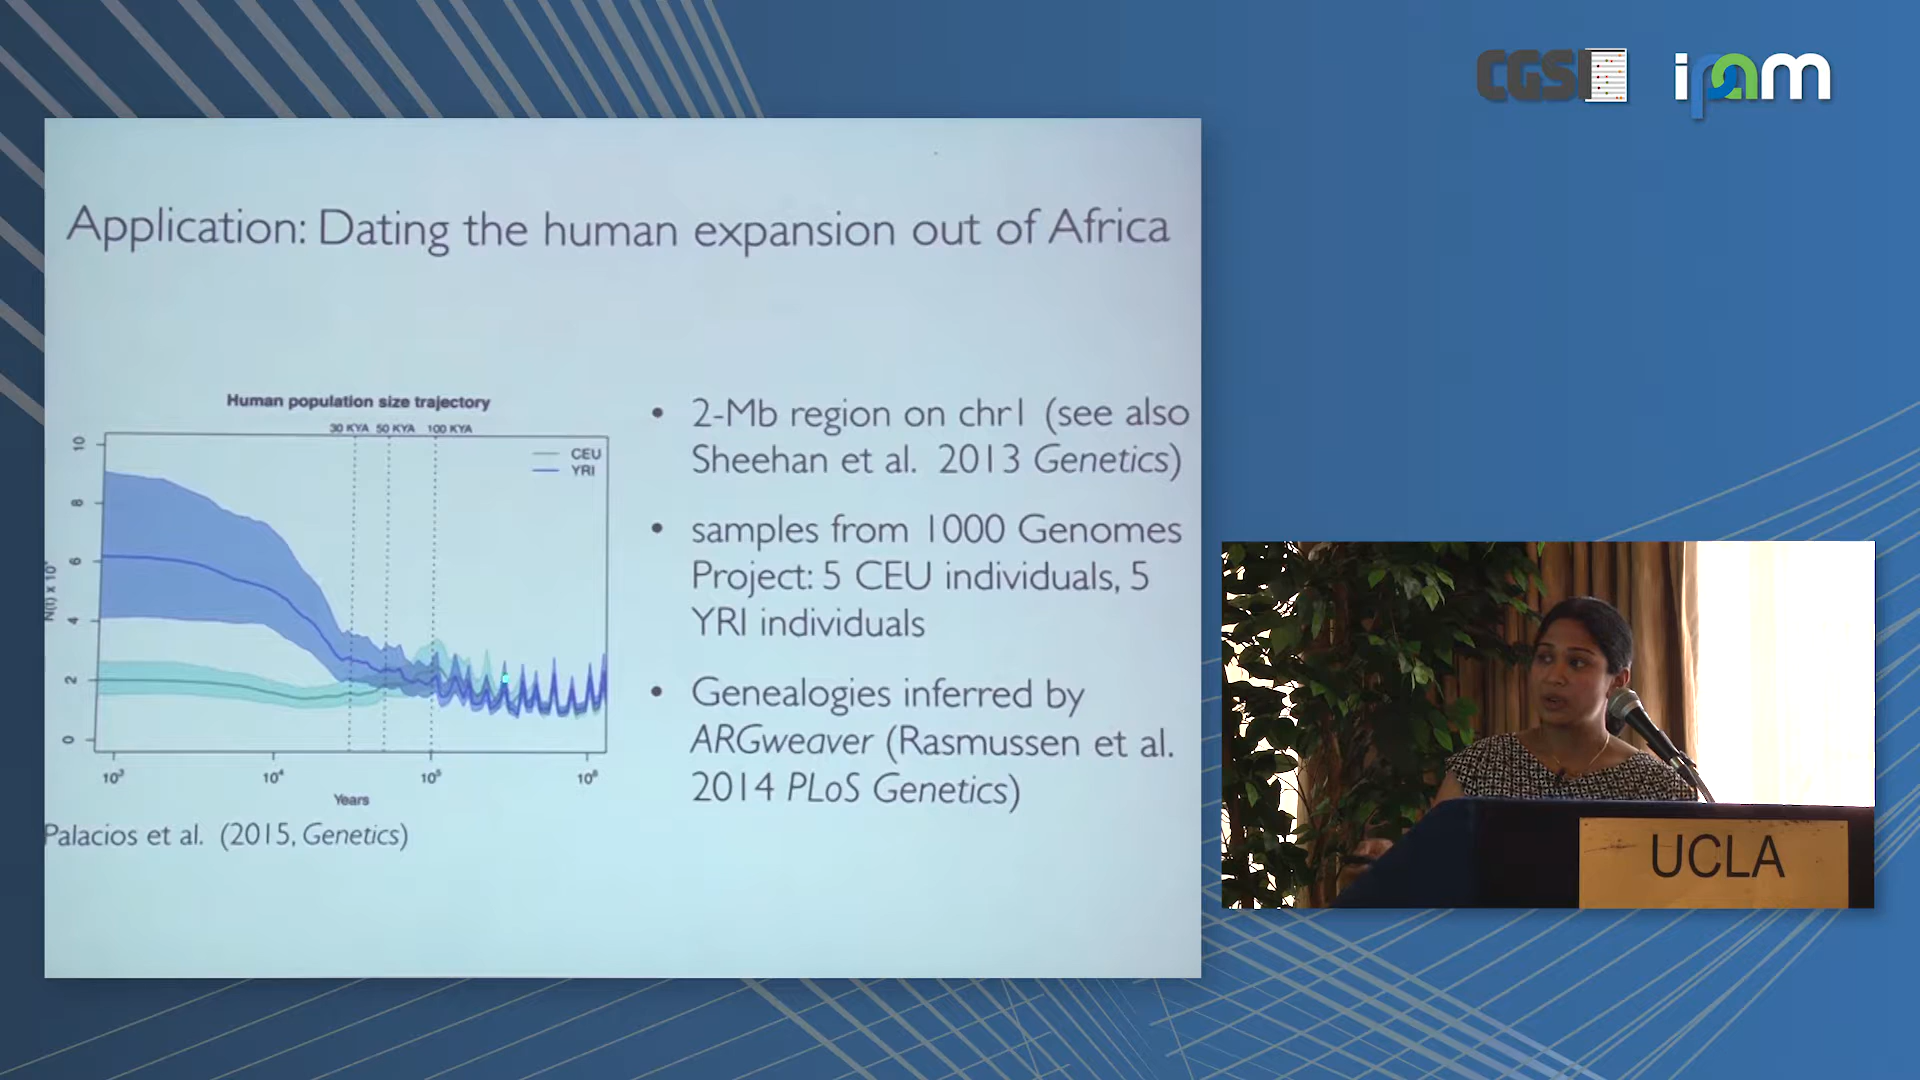 CGSI
ipam
Application: Dating the human expansion out of Africa
Human population size trajectory
30 KYA 50 KYA 100 KYA
CEU
YRI
10
8
6
4
2
0
10³ 10⁴ 10⁵ 10⁶
Years
Palacios et al. (2015, Genetics)
• 2-Mb region on chr1 (see also
Sheehan et al. 2013 Genetics)
• samples from 1000 Genomes
Project: 5 CEU individuals, 5
YRI individuals
• Genealogies inferred by
ARGweaver (Rasmussen et al.
2014 PLoS Genetics)
UCLA